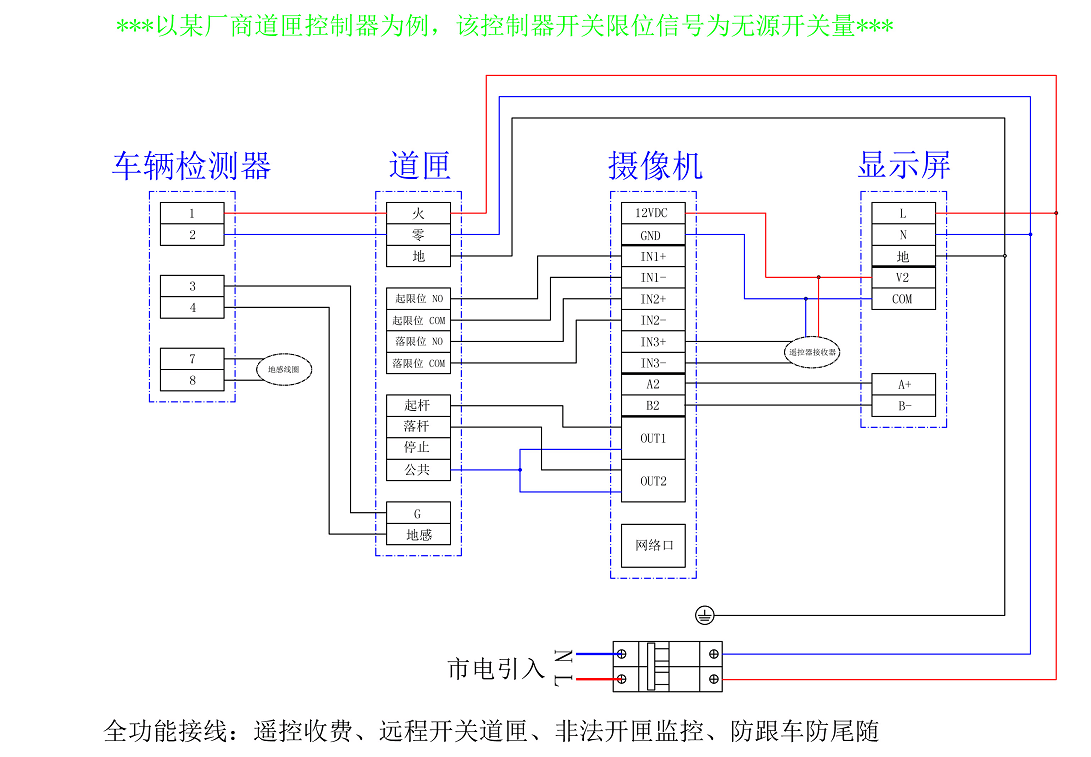 ***以某厂商道匣控制器为例，该控制器开关限位信号为无源开关量***
车辆检测器
道匣
摄像机
显示屏
1
2
3
4
7
8
地感线圈
火
零
地
起限位 NO
起限位 COM
落限位 NO
落限位 COM
起杆
落杆
停止
公共
G
地感
12VDC
GND
IN1+
IN1-
IN2+
IN2-
IN3+
IN3-
A2
B2
OUT1
OUT2
网络口
遥控器接收器
L
N
地
V2
COM
A+
B-
市电引入
N
L
全功能接线：遥控收费、远程开关道匣、非法开匣监控、防跟车防尾随